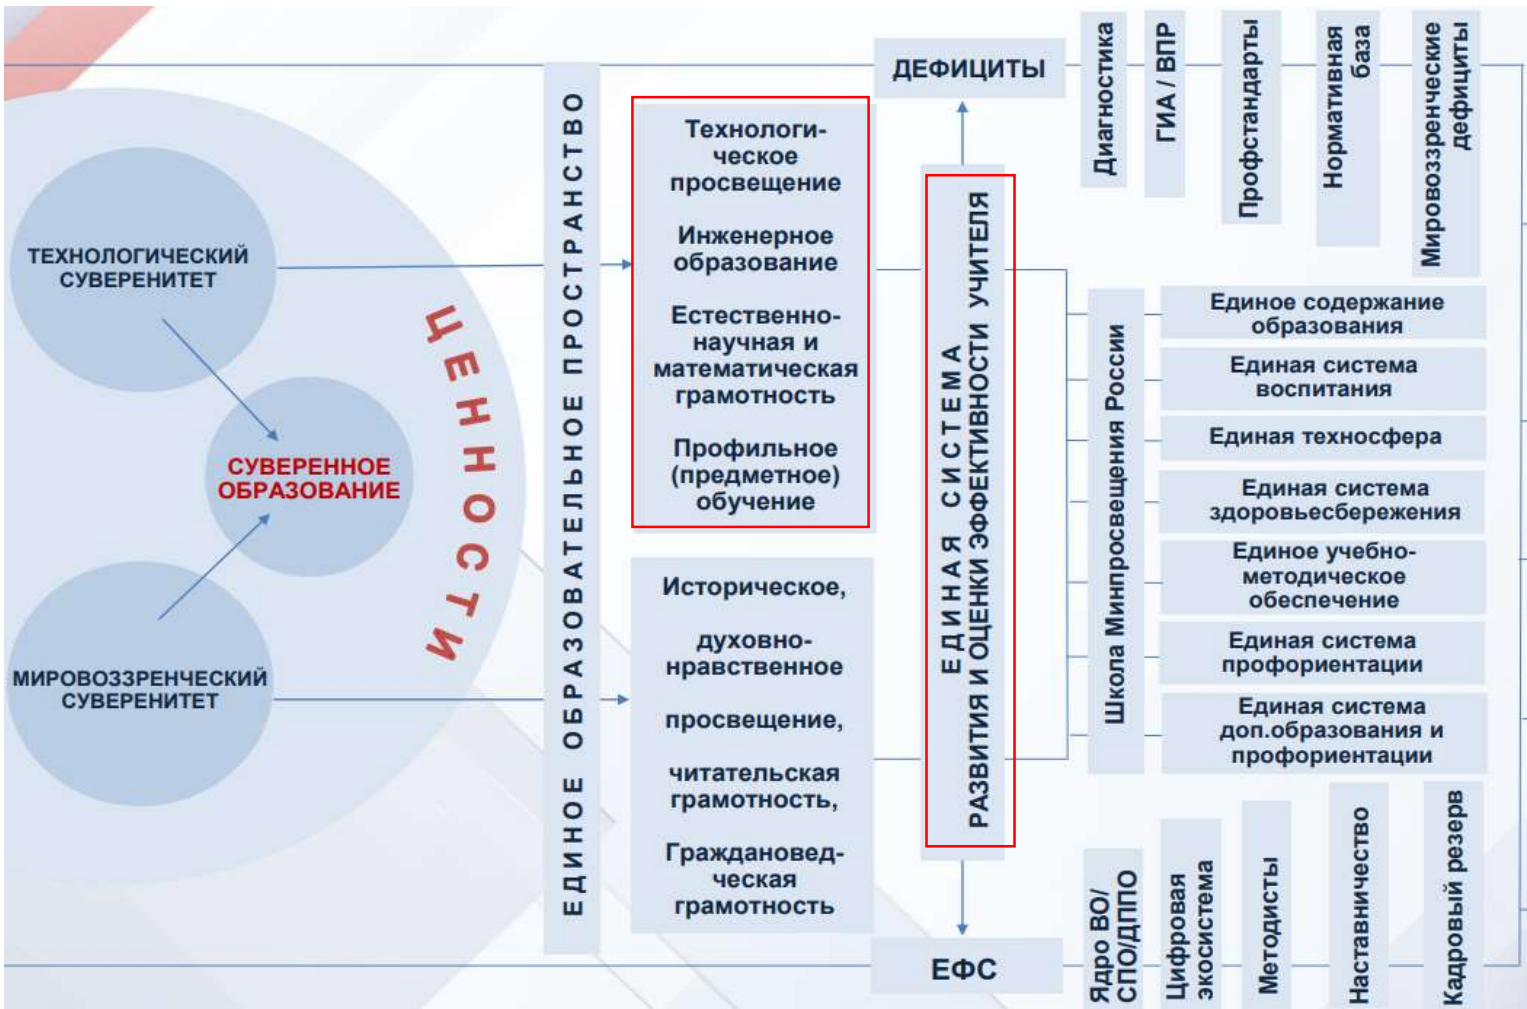 ТЕХНОЛОГИЧЕСКИЙ
СУВЕРЕНИТЕТ
СУВЕРЕННОЕ
ОБРАЗОВАНИЕ
МИРОВОЗЗРЕНЧЕСКИЙ
СУВЕРЕНИТЕТ
ЦЕННОСТИ
ЕДИНОЕ ОБРАЗОВАТЕЛЬНОЕ ПРОСТРАНСТВО
Технологи-
ческое
просвещение
Инженерное
образование
Естественно-
научная и
математическая
грамотность
Профильное
(предметное)
обучение
Историческое,
духовно-
нравственное
просвещение,
читательская
грамотность,
Граждановед-
ческая
грамотность
ДЕФИЦИТЫ
ЕДИНАЯ СИСТЕМА
РАЗВИТИЯ И ОЦЕНКИ ЭФФЕКТИВНОСТИ УЧИТЕЛЯ
ЕФС
Диагностика
ГИА / ВПР
Профстандарты
Нормативная
база
Мировоззренческие
дефициты
Школа Минпросвещения России
Единое содержание
образования
Единая система
воспитания
Единая техносфера
Единая система
здоровьесбережения
Единое учебно-
методическое
обеспечение
Единая система
профориентации
Единая система
доп.образования и
профориентации
Ядро ВО/
СПО/ДППО
Цифровая
экосистема
Методисты
Наставничество
Кадровый резерв